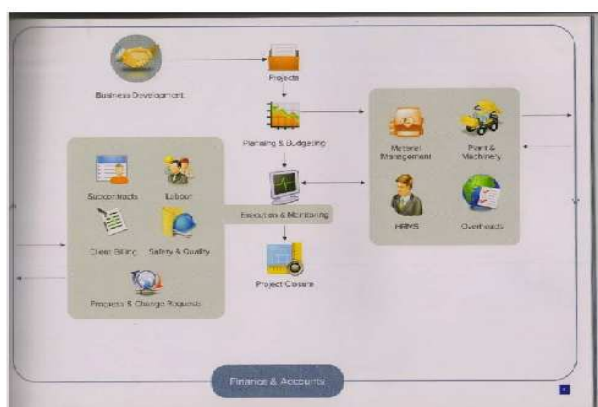 Business Development
Projects
Planning & Budgeting
Material
Management
Plant &
Machinery
Subcontracts
Labour
Execution & Monitoring
HRMS
Overheads
Client Billing
Safety & Quality
Project Closure
Progress & Change Requests
Finance & Accounts